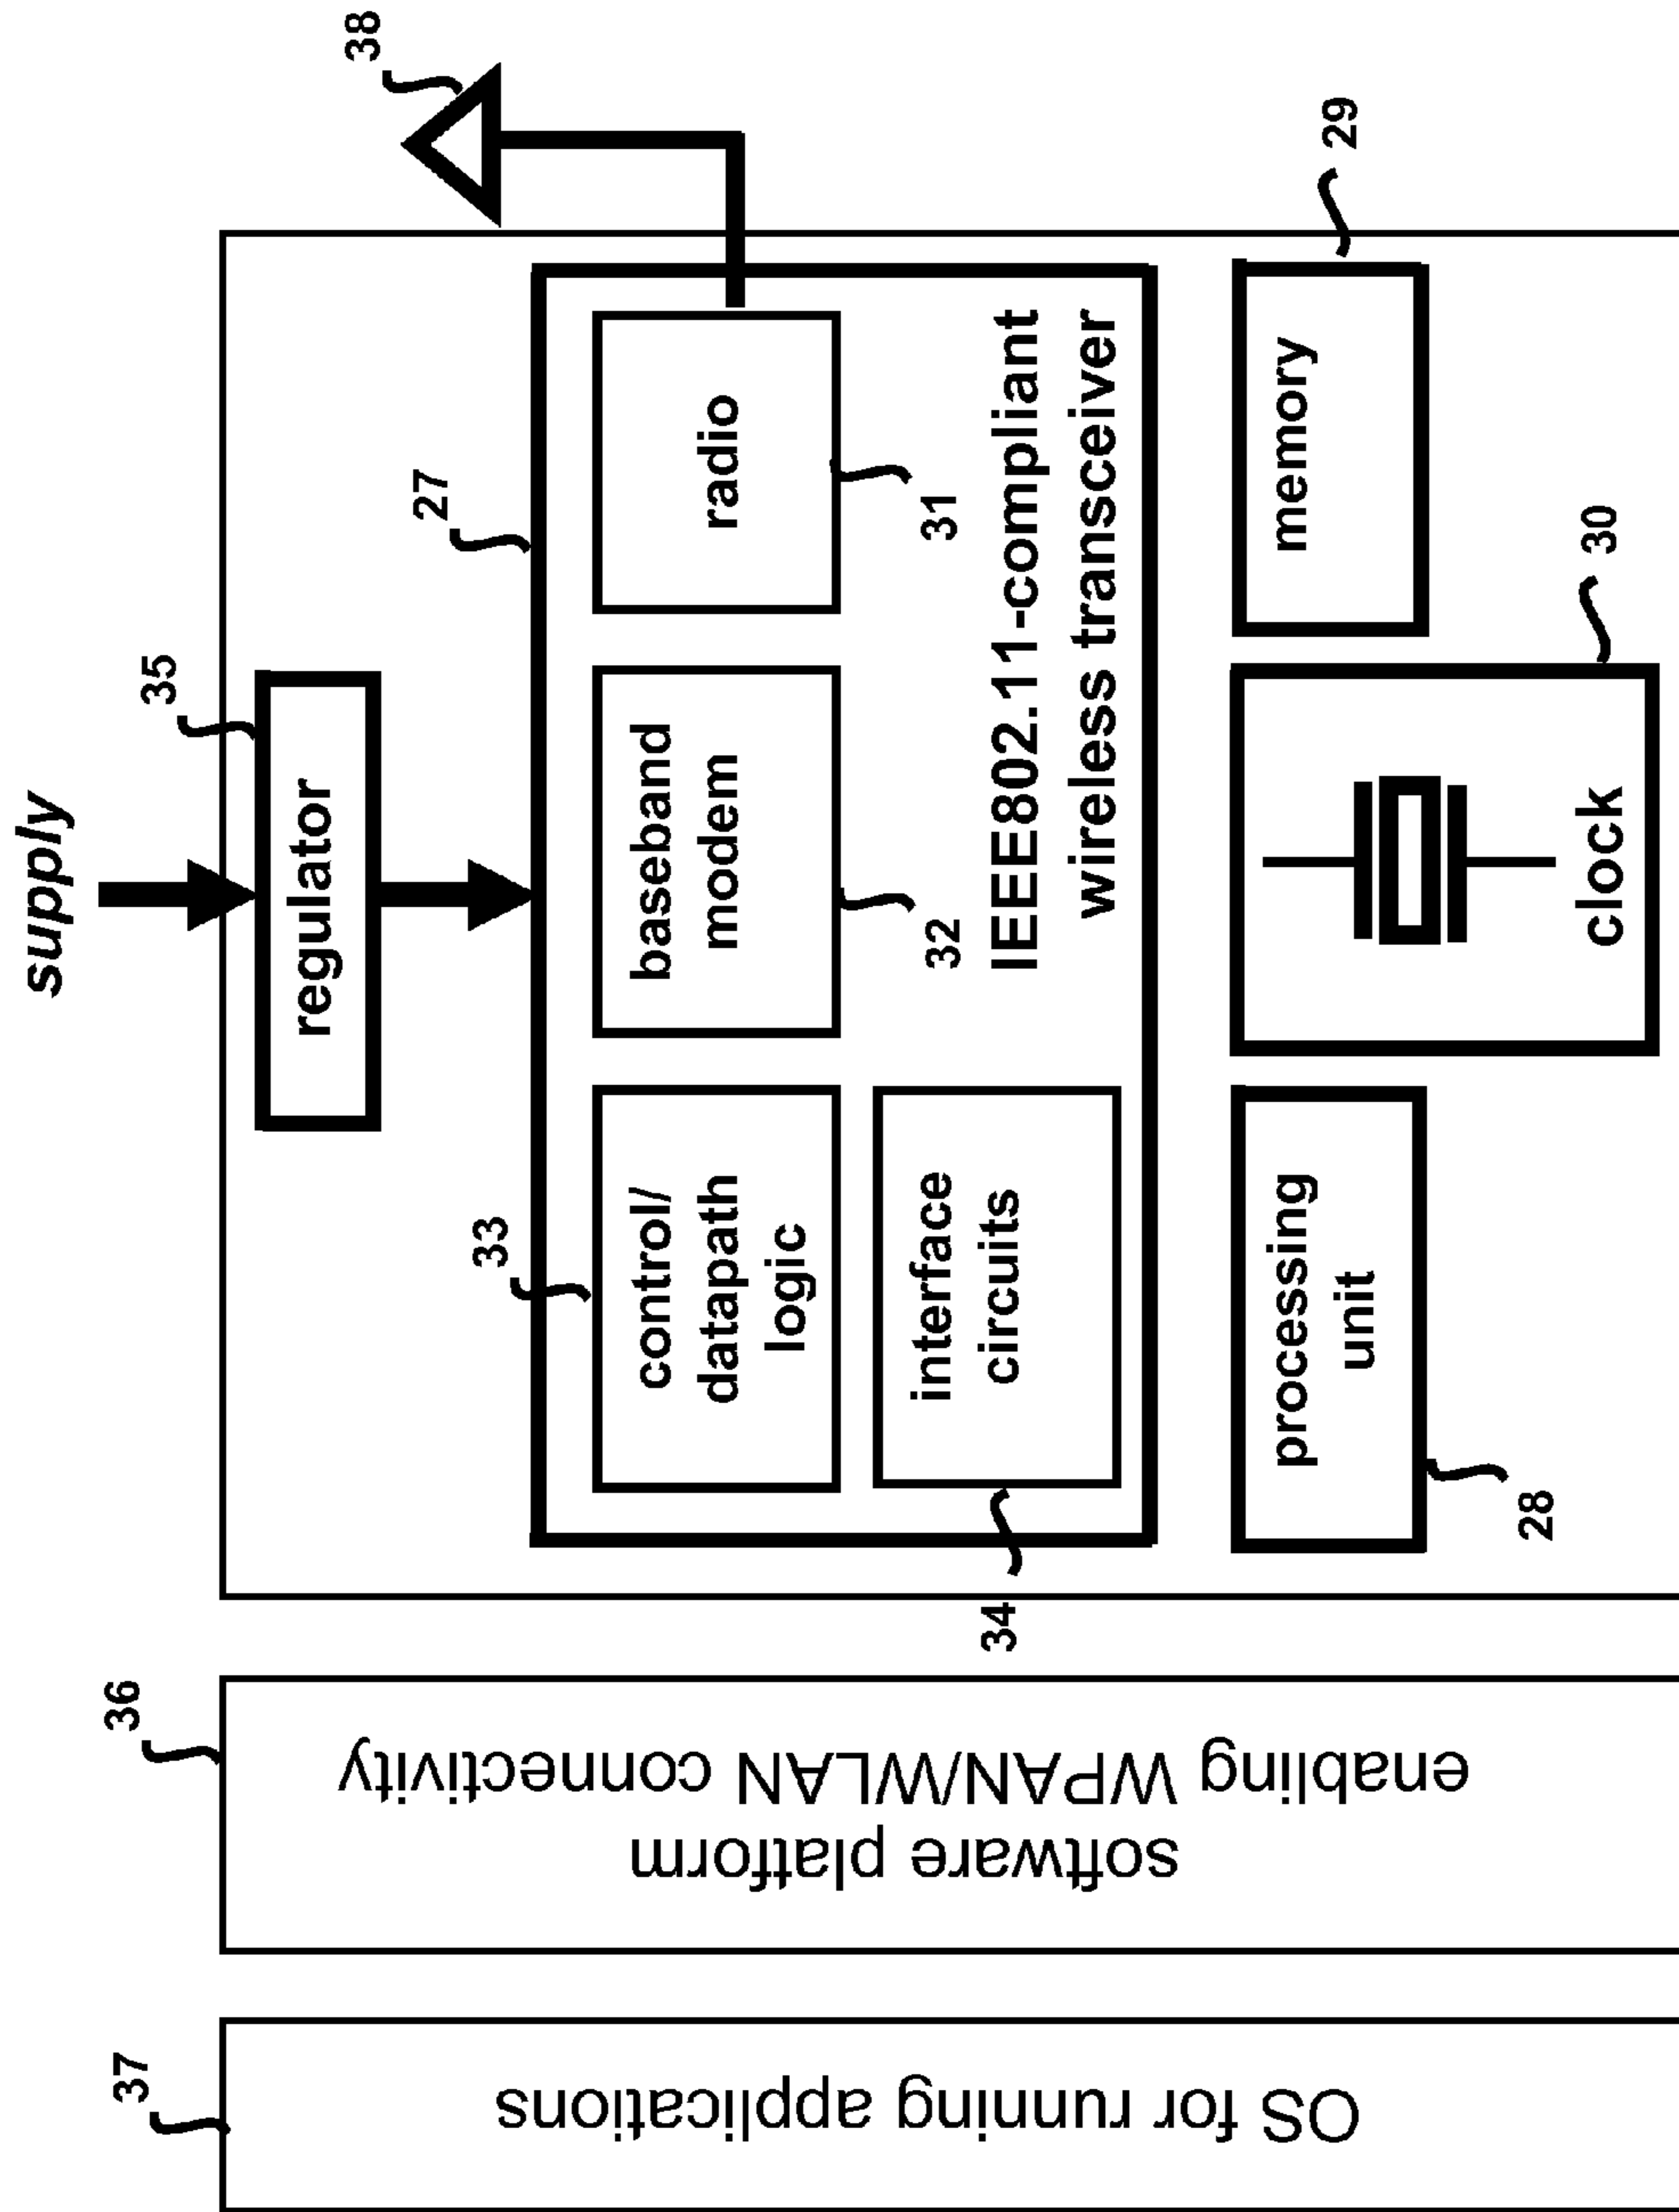 37
OS for running applications
36
software platform
enabling WPAN/WLAN connectivity
supply
35
regulator
27
38
33
control/
datapath
logic
baseband
modem
32
radio
31
interface
circuits
34
IEEE802.11-compliant
wireless transceiver
processing
unit
28
clock
30
memory
29